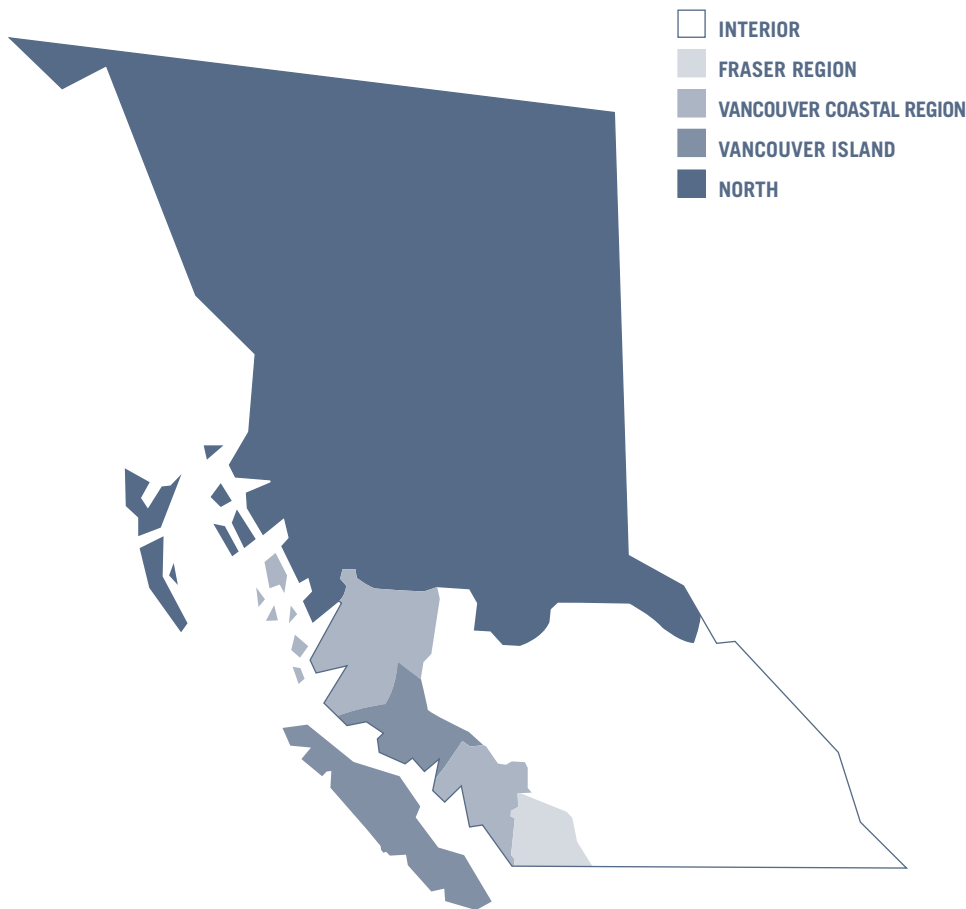 INTERIOR
FRASER REGION
VANCOUVER COASTAL REGION
VANCOUVER ISLAND
NORTH